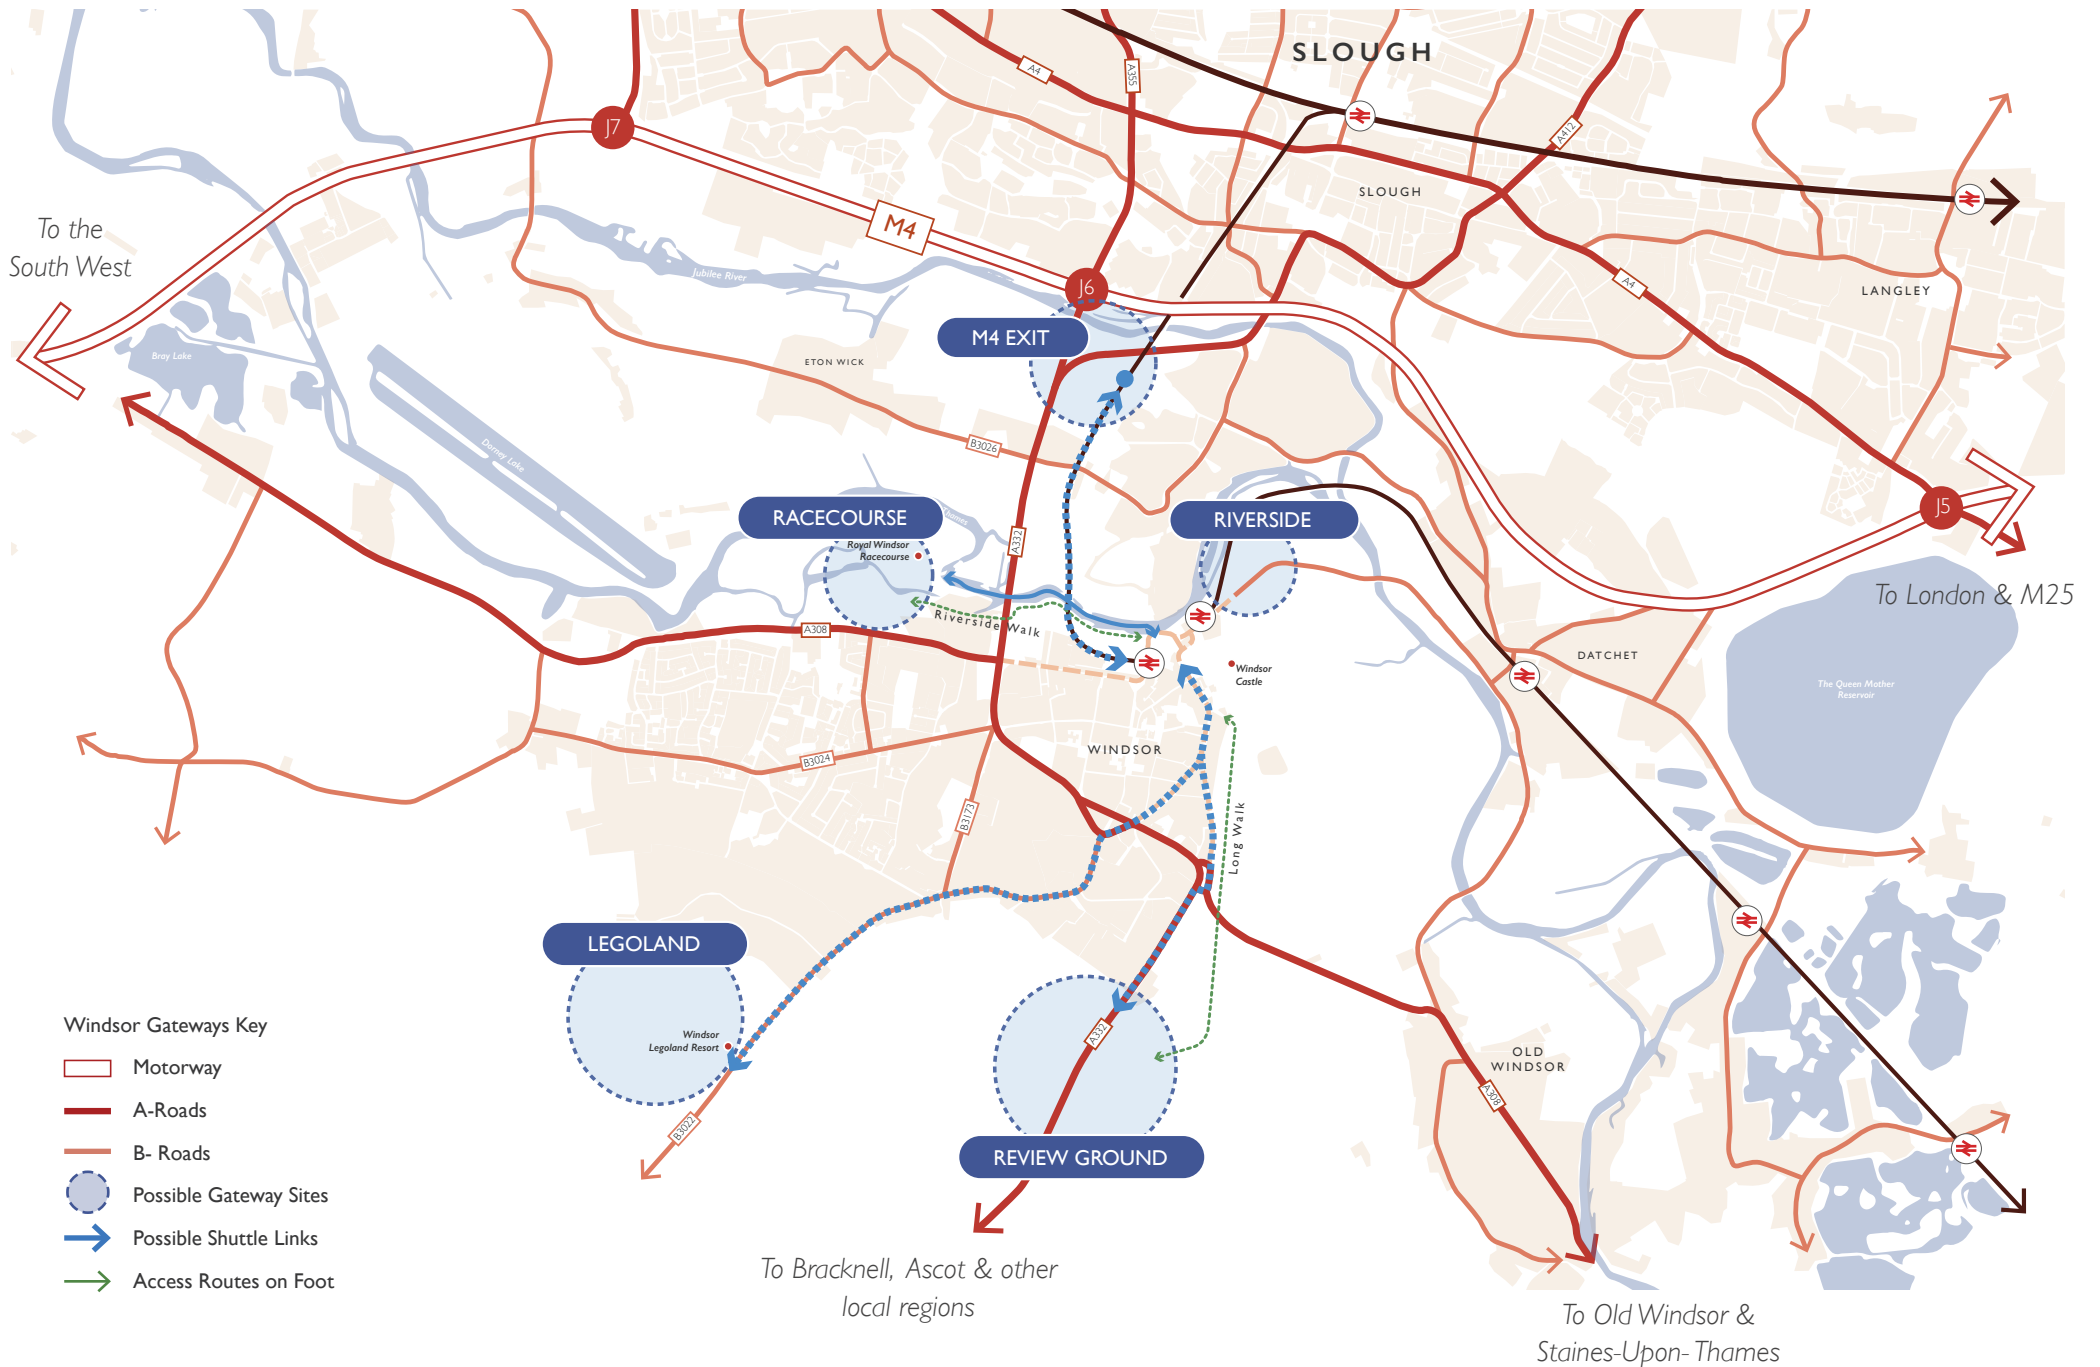 SLOUGH
A4
A355
J7
A412
SLOUGH
M4
To the
South West
Jubilee River
J6
A4
LANGLEY
M4 EXIT
Bray Lake
ETON WICK
Dorney Lake
B3026
RACECOURSE
RIVERSIDE
J5
Royal Windsor
Racecourse
A332
To London & M25
Riverside Walk
A308
Windsor
Castle
DATCHET
The Queen Mother
Reservoir
WINDSOR
B3024
B3173
Long Walk
LEGOLAND
Windsor
Legoland Resort
A332
OLD
WINDSOR
A308
B3022
REVIEW GROUND
Windsor Gateways Key
Motorway
A-Roads
B- Roads
Possible Gateway Sites
Possible Shuttle Links
Access Routes on Foot
To Bracknell, Ascot & other
local regions
To Old Windsor &
Staines-Upon-Thames